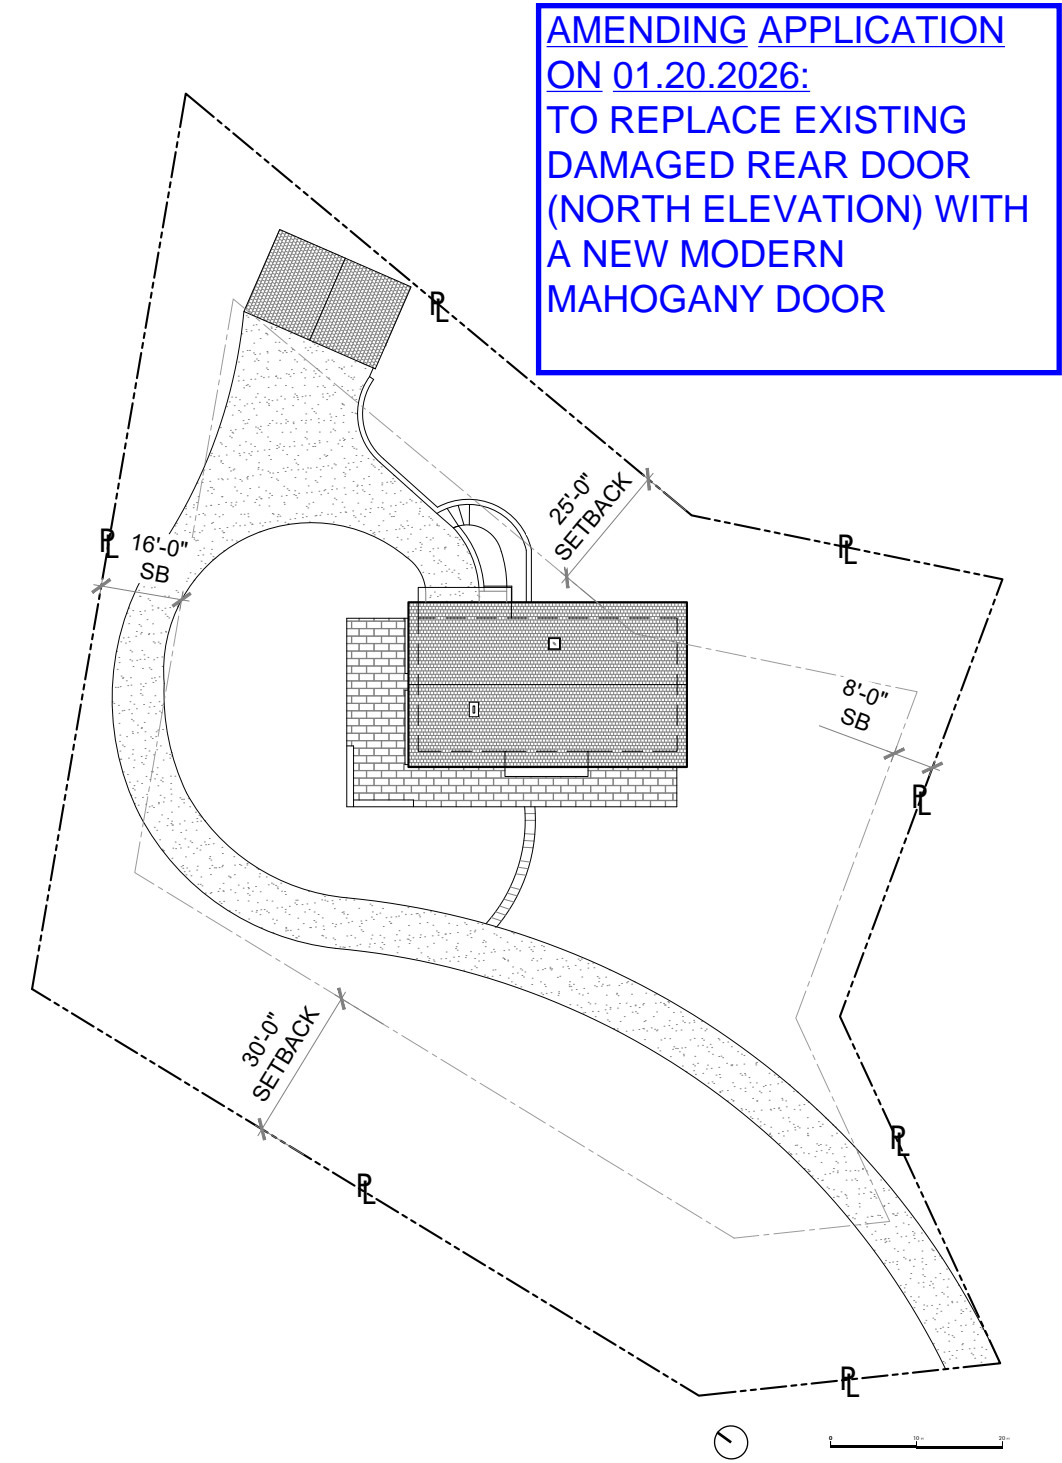 AMENDING APPLICATION
ON 01.20.2026:
TO REPLACE EXISTING
DAMAGED REAR DOOR
(NORTH ELEVATION) WITH
A NEW MODERN
MAHOGANY DOOR
PL
25'-0"
SETBACK
PL
16'-0"
SB
PL
8'-0"
SB
PL
30'-0"
SETBACK
PL
PL
PL
0